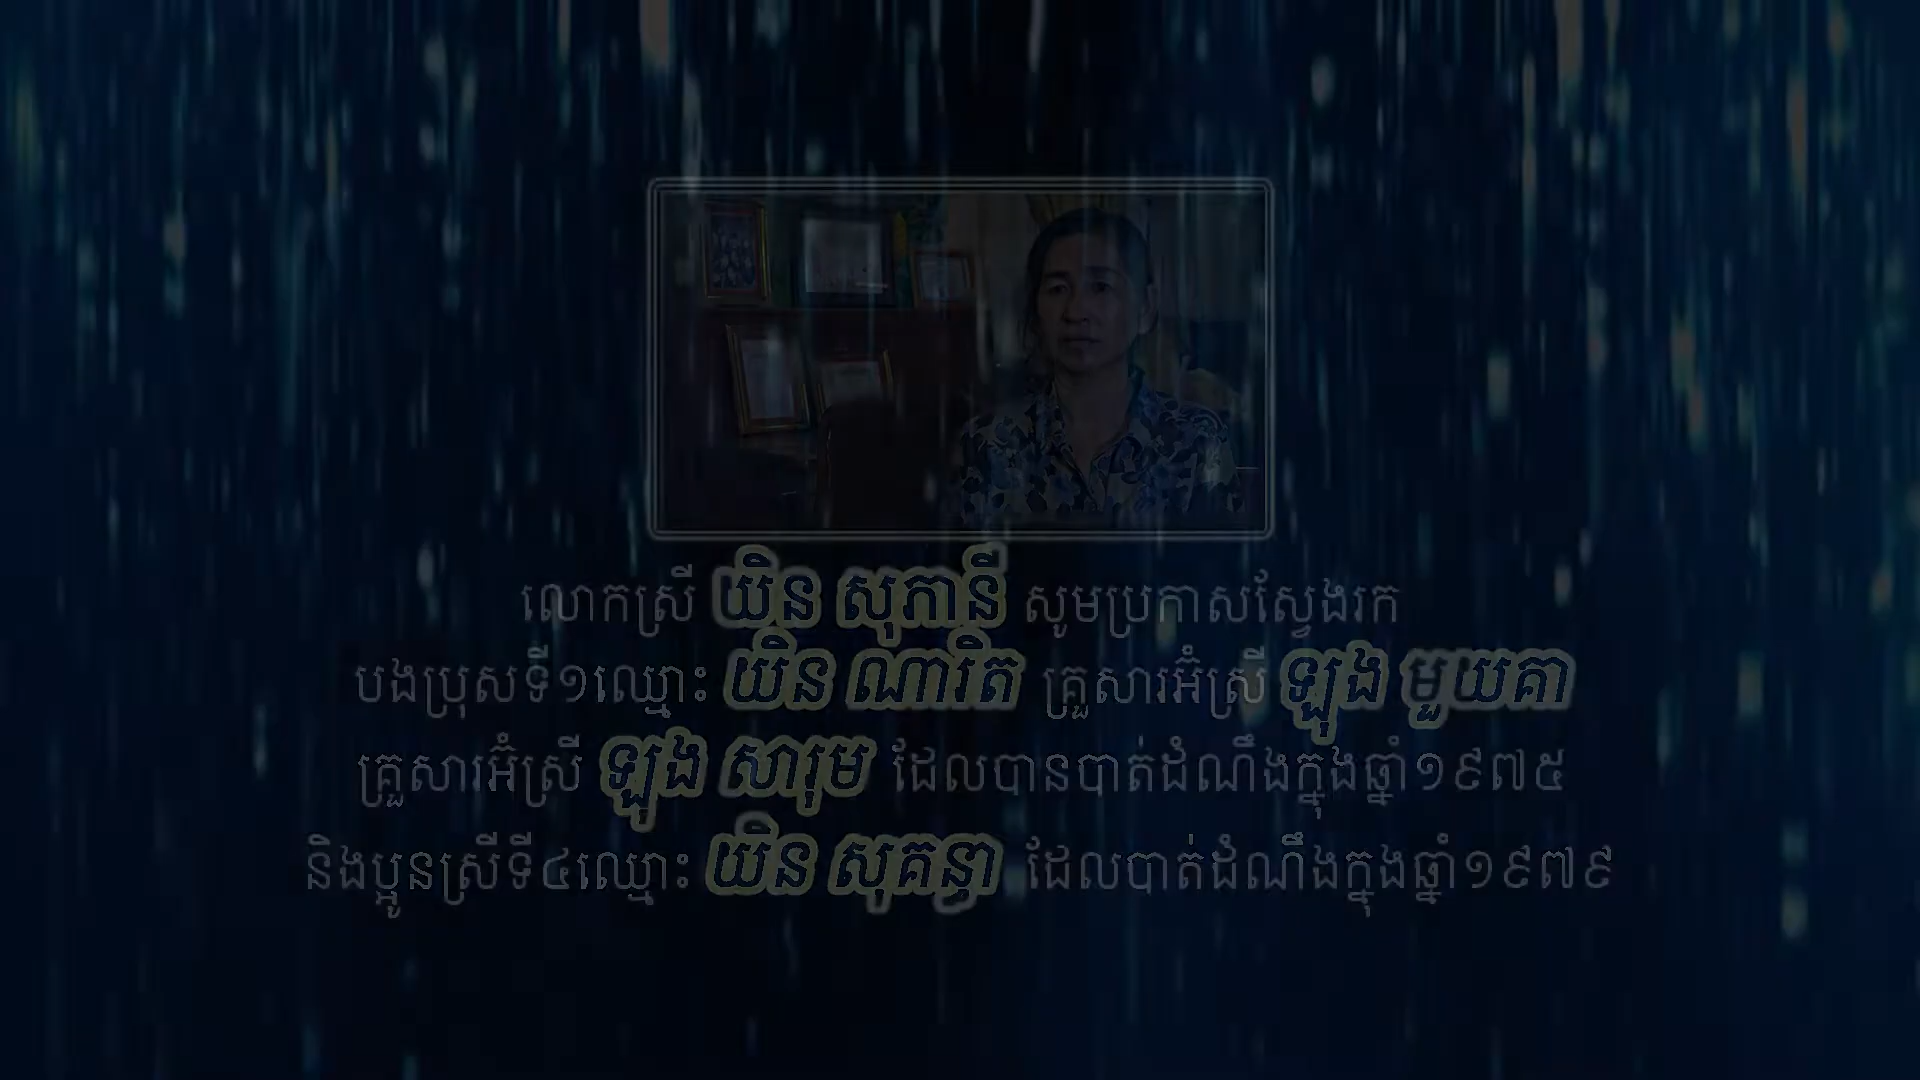 លោកស្រី ឃិន សុភានី សូមប្រកាសស្វែងរក
បងប្រុសទី១ឈ្មោះ ឃិន ណារិត គ្រួសារអ៊ំស្រី ឡុង មួយគា
គ្រួសារអ៊ំស្រី ឡុង សារុម ដែលបានបាត់ដំណឹងក្នុងឆ្នាំ១៩៧៥
និងប្អូនស្រីទី៤ឈ្មោះ ឃិន សុគន្ធា ដែលបាត់ដំណឹងក្នុងឆ្នាំ១៩៧៩